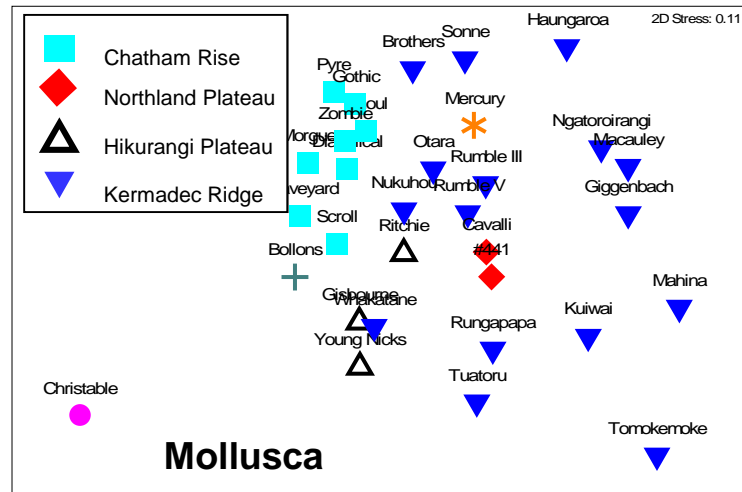 2D Stress: 0.11
Haungaroa
Sonne
Brothers
Chatham Rise
Northland Plateau
Hikurangi Plateau
Kermadec Ridge
Pyre
Gothic
Mercury
Zombie
Ngatoroirangi
Macauley
Otara
Rumble III
Giggenbach
Nukuhou
Rumble V
Scroll
Ritchie
Cavalli
Bollons
#441
Mahina
Gisbourne
Whakatane
Kuiwai
Rungapapa
Young Nicks
Tuatoru
Christable
Tomokemoke
Mollusca